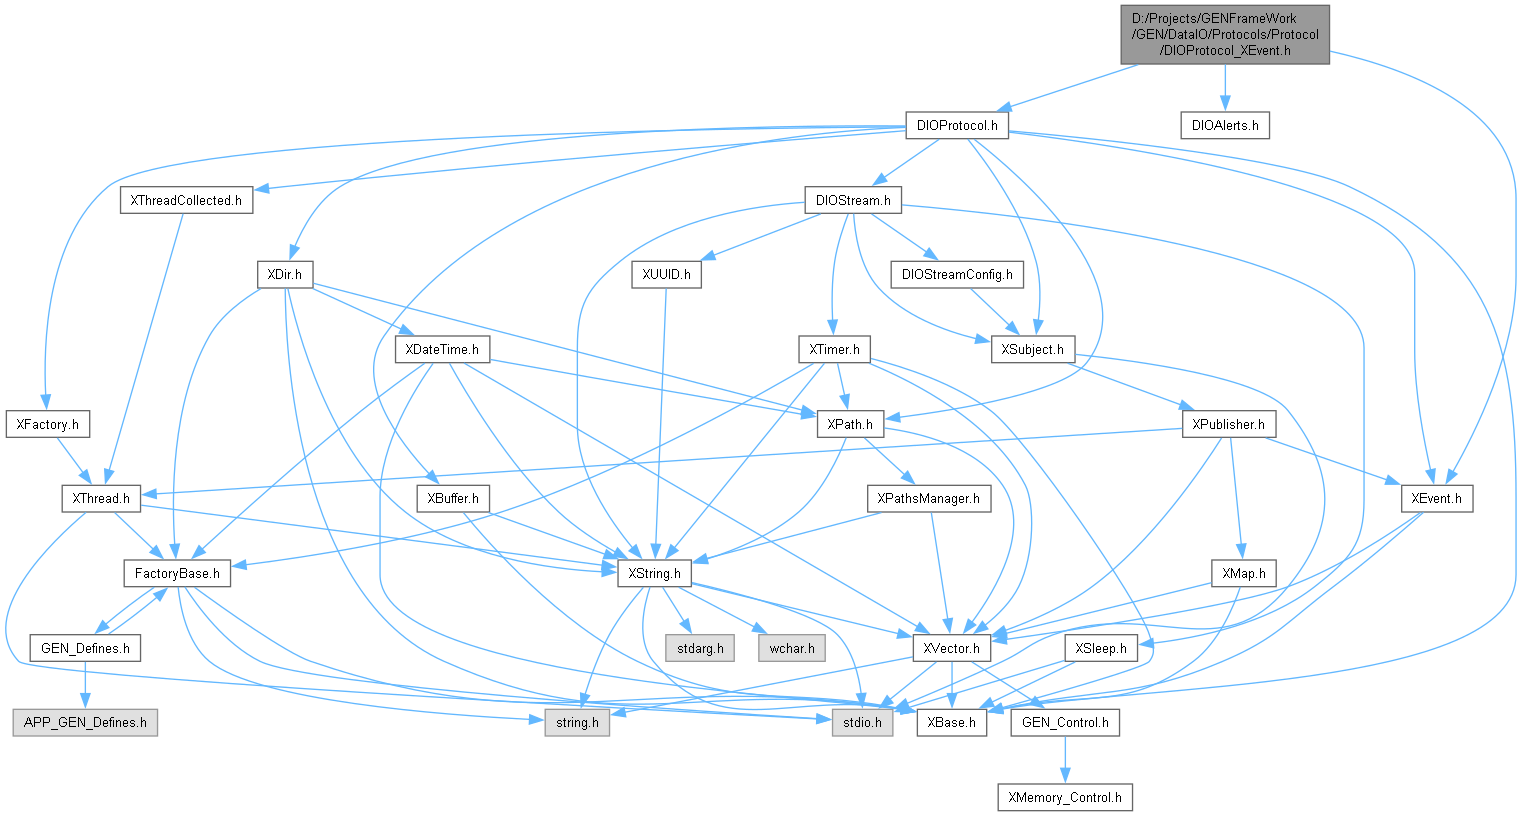 D:/Projects/GENFrameWork
/GEN/DataIO/Protocols/Protocol
/DIOProtocol_XEvent.h
DIOProtocol.h
DIOAlerts.h
XThreadCollected.h
DIOStream.h
XDir.h
XUUID.h
DIOStreamConfig.h
XDateTime.h
XTimer.h
XSubject.h
XFactory.h
XPath.h
XPublisher.h
XThread.h
XBuffer.h
XPathsManager.h
XEvent.h
FactoryBase.h
XString.h
XMap.h
GEN_Defines.h
stdarg.h
wchar.h
XVector.h
XSleep.h
APP_GEN_Defines.h
string.h
stdio.h
XBase.h
GEN_Control.h
XMemory_Control.h